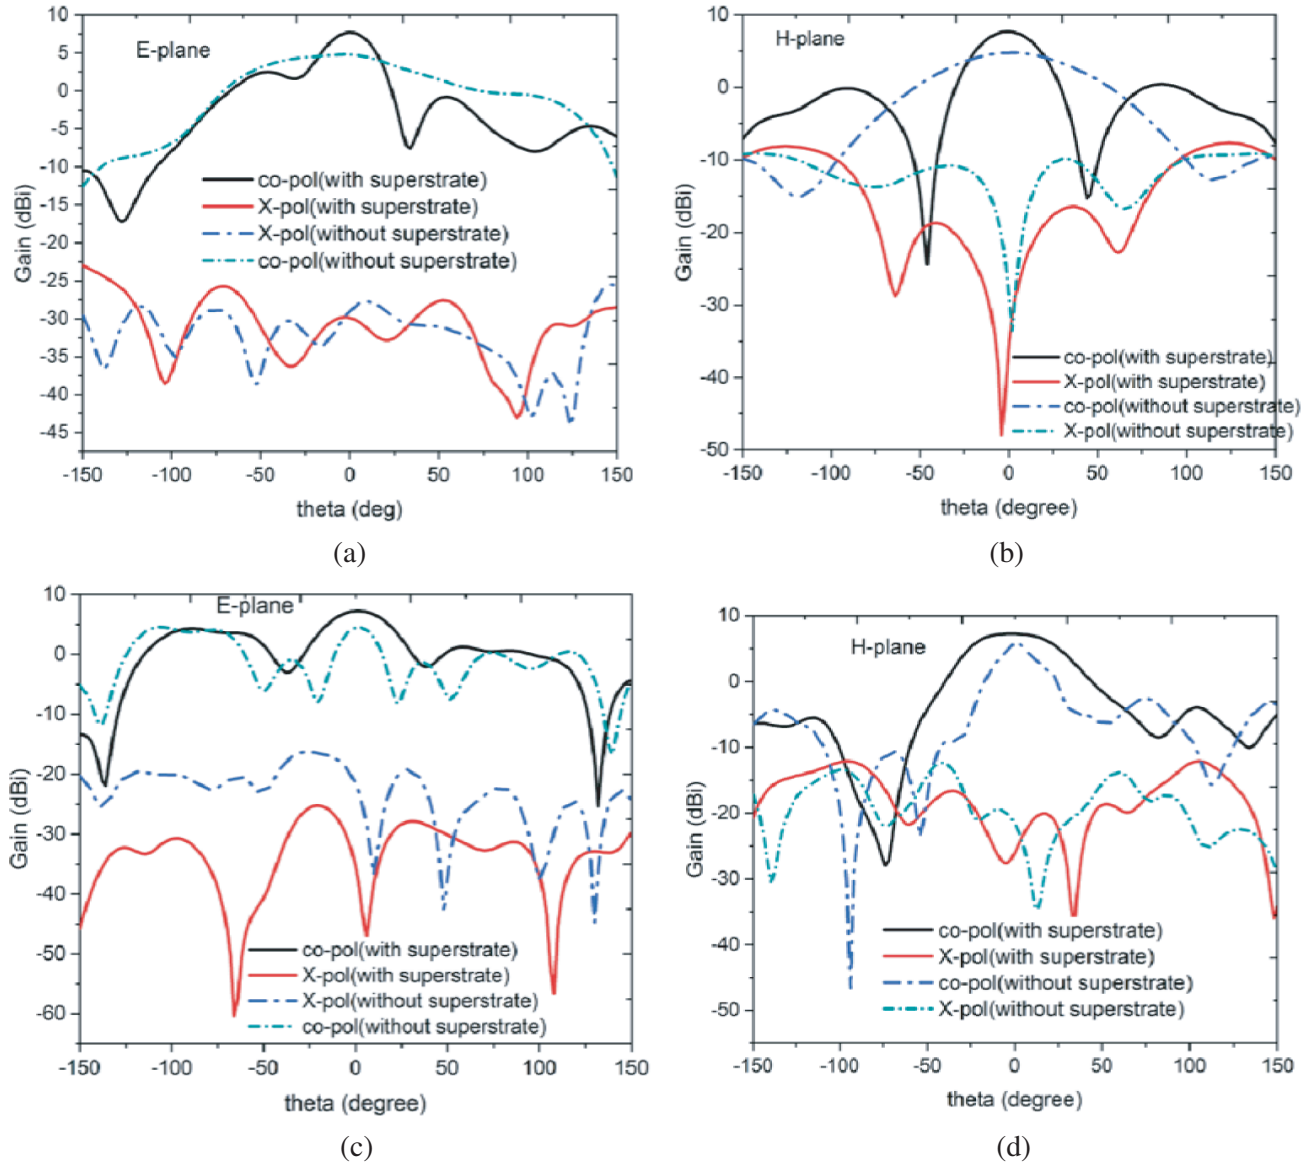 10
5
0
-5
-10
-15
-20
-25
-30
-35
-40
-45
Gain (dBi)
E-plane
co-pol(with superstrate)
X-pol(with superstrate)
X-pol(without superstrate)
co-pol(without superstrate)
-150 -100 -50 0 50 100 150
theta (deg)
(a)
10
0
-10
-20
-30
-40
-50
Gain (dBi)
H-plane
co-pol(with superstrate)
X-pol(with superstrate)
co-pol(without superstrate)
X-pol(without superstrate)
-150 -100 -50 0 50 100 150
theta (degree)
(b)
10
0
-10
-20
-30
-40
-50
-60
Gain (dBi)
E-plane
co-pol(with superstrate)
X-pol(with superstrate)
X-pol(without superstrate)
co-pol(without superstrate)
-150 -100 -50 0 50 100 150
theta (degree)
(c)
10
0
-10
-20
-30
-40
-50
Gain (dBi)
H-plane
co-pol(with superstrate)
X-pol(with superstrate)
co-pol(without superstrate)
X-pol(without superstrate)
-150 -100 -50 0 50 100 150
theta (degree)
(d)